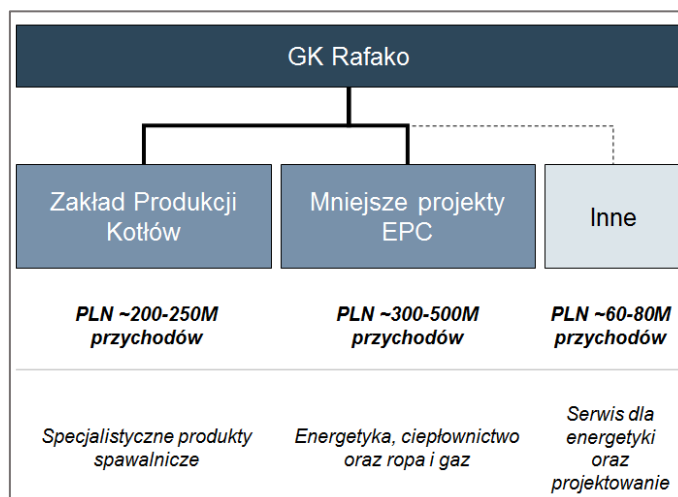 GK Rafako
Zakład Produkcji
Kotłów
Mniejsze projekty
EPC
Inne
PLN ~200-250M
przychodów
PLN ~300-500M
przychodów
PLN ~60-80M
przychodów
Specjalistyczne produkty
spawalnicze
Energetyka, ciepłownictwo
oraz ropa i gaz
Serwis dla
energetyki
oraz
projektowanie